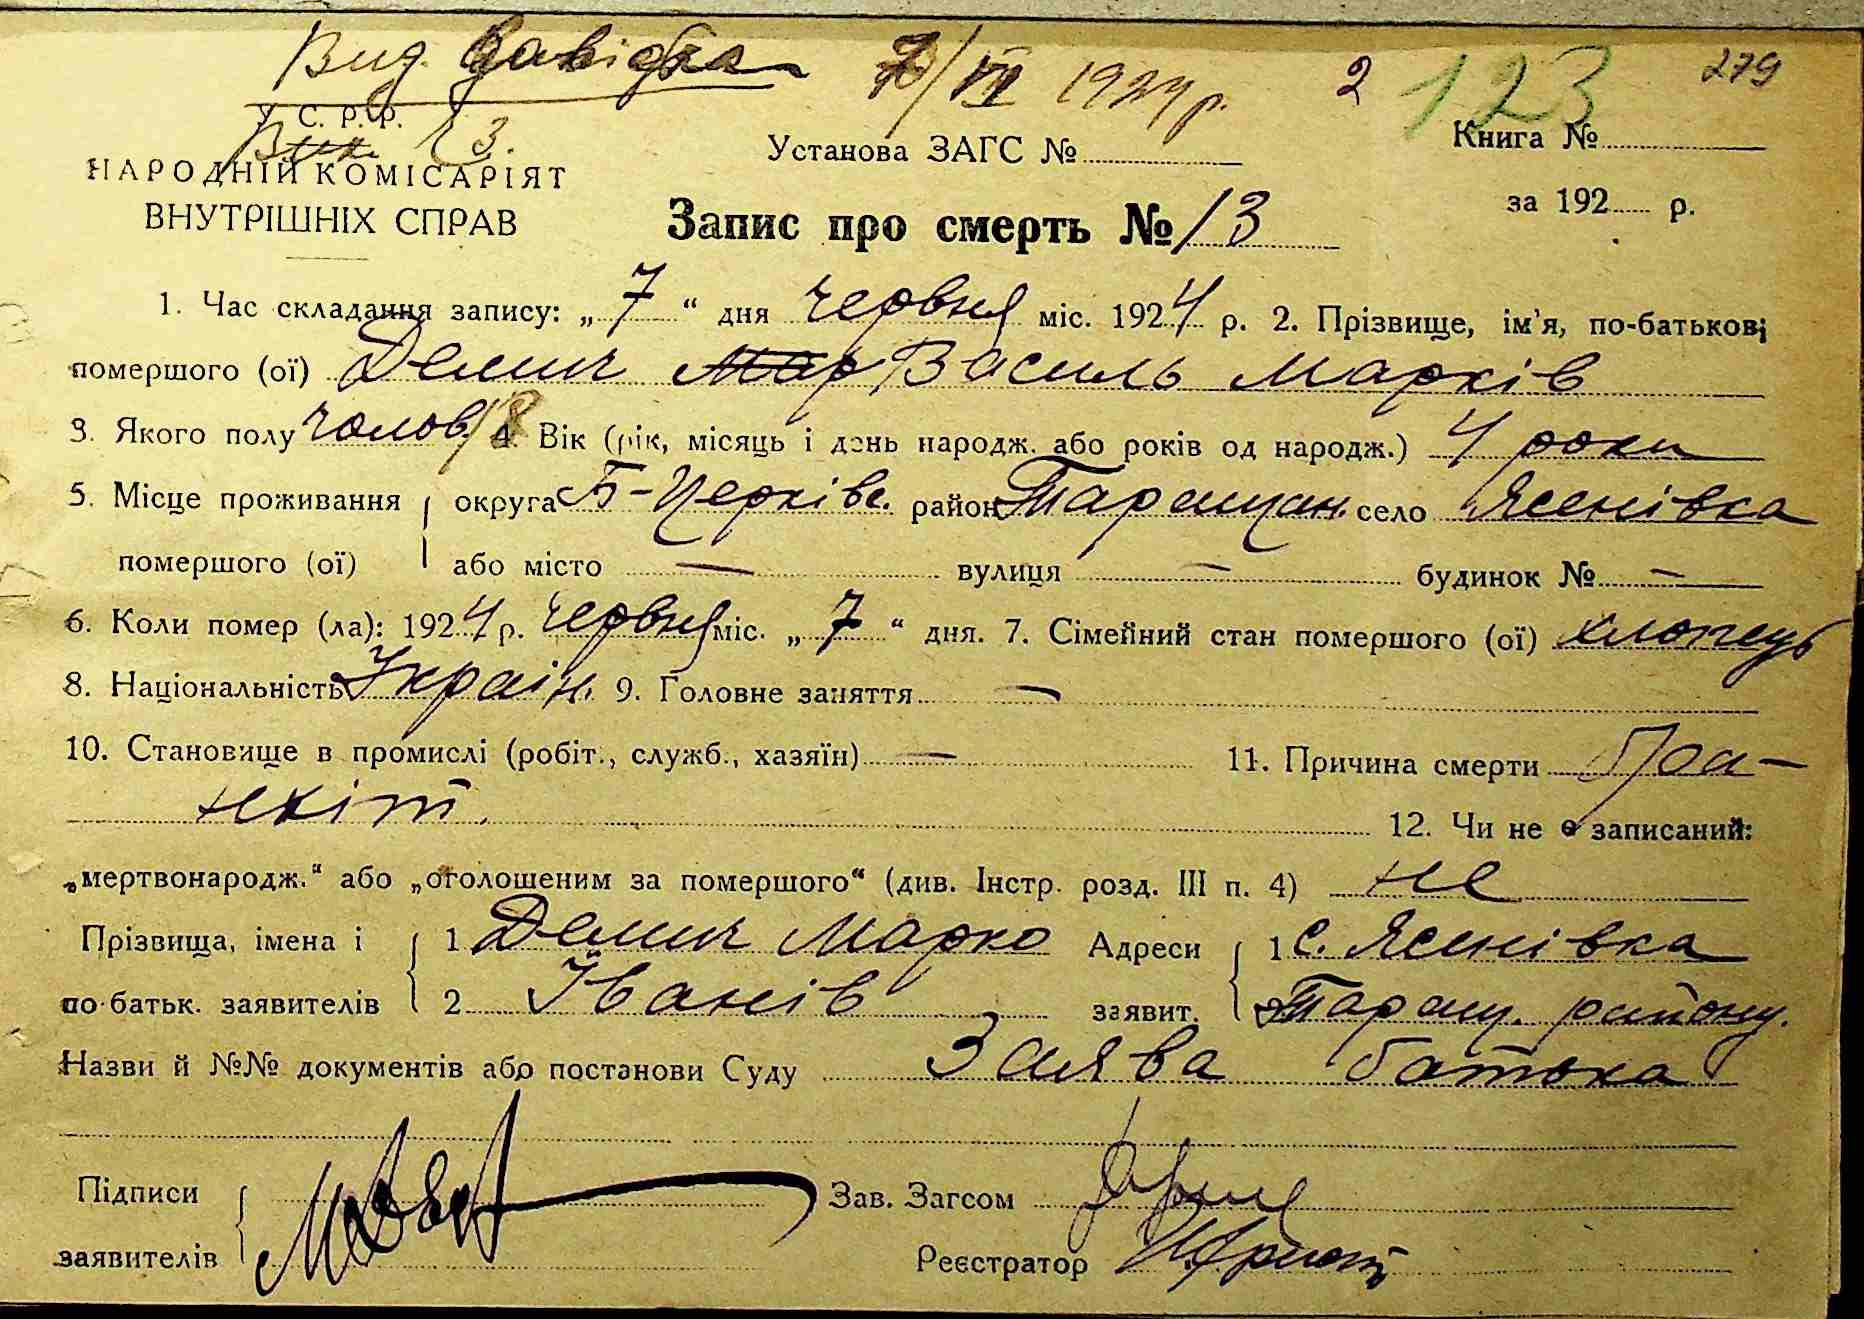 Вид. довідка 7/VI 1924 р. 2 123 279
У. С. Р. Р.
НАРОДНІЙ КОМІСАРІЯТ
ВНУТРІШНІХ СПРАВ
Установа ЗАГС № Книга №
за 192 р.
Запис про смерть № 13
1. Час складання запису: „7“ дня червня міс. 1924 р. 2. Прізвище, ім'я, по-батькові
помершого (ої) Демич Мар Василь Марків
3. Якого полу чолов. 4. Вік (рік, місяць і день народж. або років од народж.) 4 роки
5. Місце проживання округа Б-Церківс. район Таращан. село Ясенівка
помершого (ої) або місто — вулиця — будинок № —
6. Коли помер (ла): 1924 р. червня міс. „7“ дня. 7. Сімейний стан помершого (ої) хлопець
8. Національність Україн. 9. Головне заняття —
10. Становище в промислі (робіт., служб., хазяїн) — 11. Причина смерти бро-
нхіт. 12. Чи не є записаний:
„мертвонародж.“ або „оголошеним за помершого“ (див. Інстр. розд. III п. 4) не
Прізвища, імена і 1 Демич Марко Адреси 1 с. Ясенівка
по батьк. заявителів 2 Іванів заявит. Таращ. району.
Назви й №№ документів або постанови Суду Заява батька
Підписи Зав. Загсом
заявителів Реєстратор